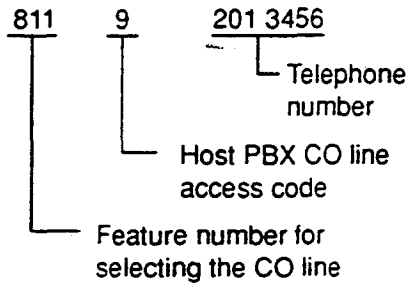 811 9 201 3456
Telephone
number
Host PBX CO line
access code
Feature number for
selecting the CO line